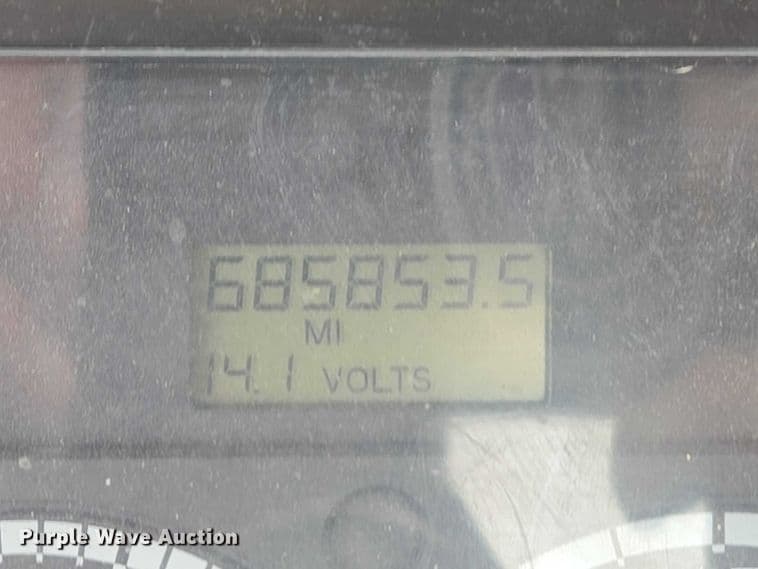 685853.5
MI
14.1 VOLTS
Purple Wave Auction